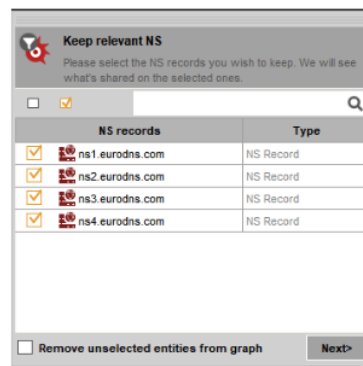 Keep relevant NS
Please select the NS records you wish to keep. We will see
what's shared on the selected ones.
NS records Type
ns1.eurodns.com NS Record
ns2.eurodns.com NS Record
ns3.eurodns.com NS Record
ns4.eurodns.com NS Record
Remove unselected entities from graph Next>